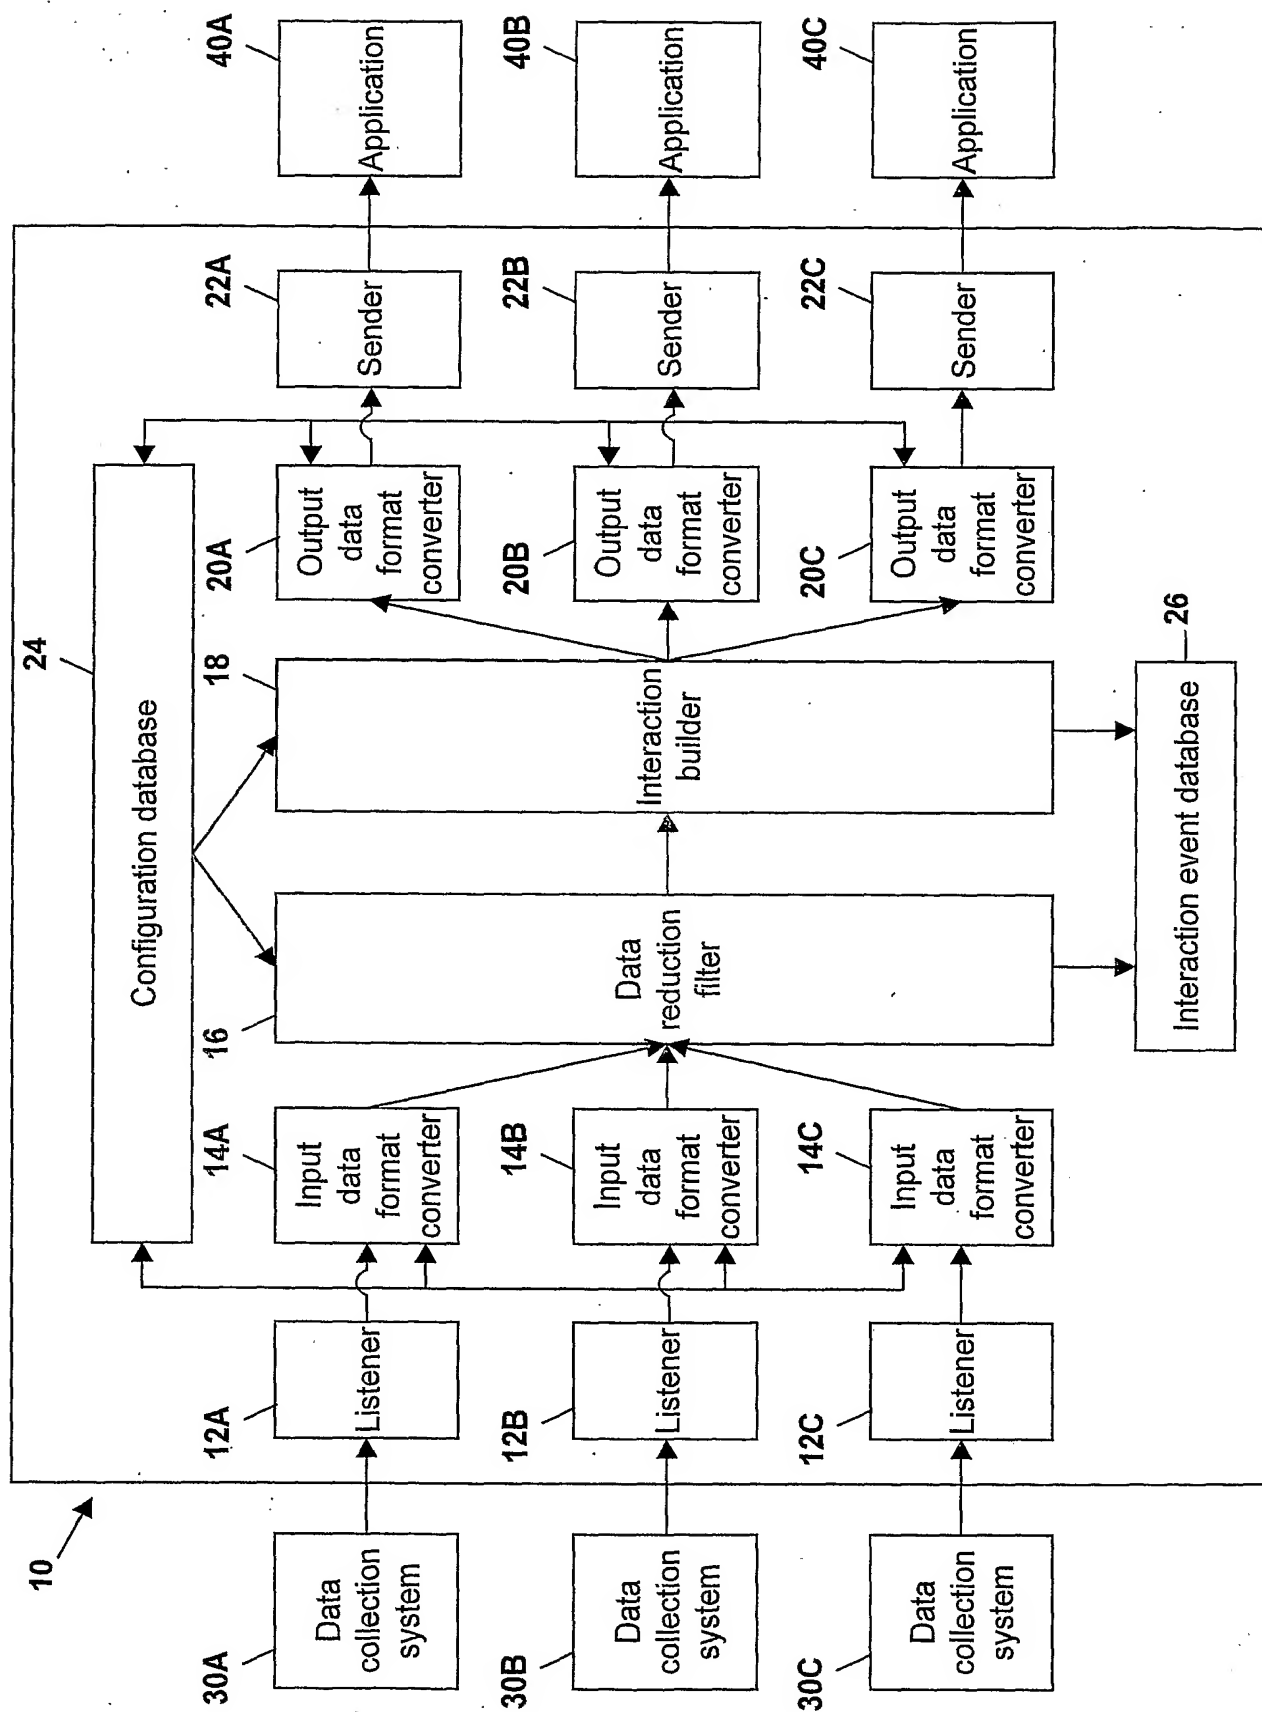 10
24
Configuration database
30A
Data
collection
system
12A
Listener
14A
Input
data
format
converter
16
Data
reduction
filter
18
Interaction
builder
20A
Output
data
format
converter
22A
Sender
40A
Application
30B
Data
collection
system
12B
Listener
14B
Input
data
format
converter
20B
Output
data
format
converter
22B
Sender
40B
Application
30C
Data
collection
system
12C
Listener
14C
Input
data
format
converter
20C
Output
data
format
converter
22C
Sender
40C
Application
26
Interaction event database